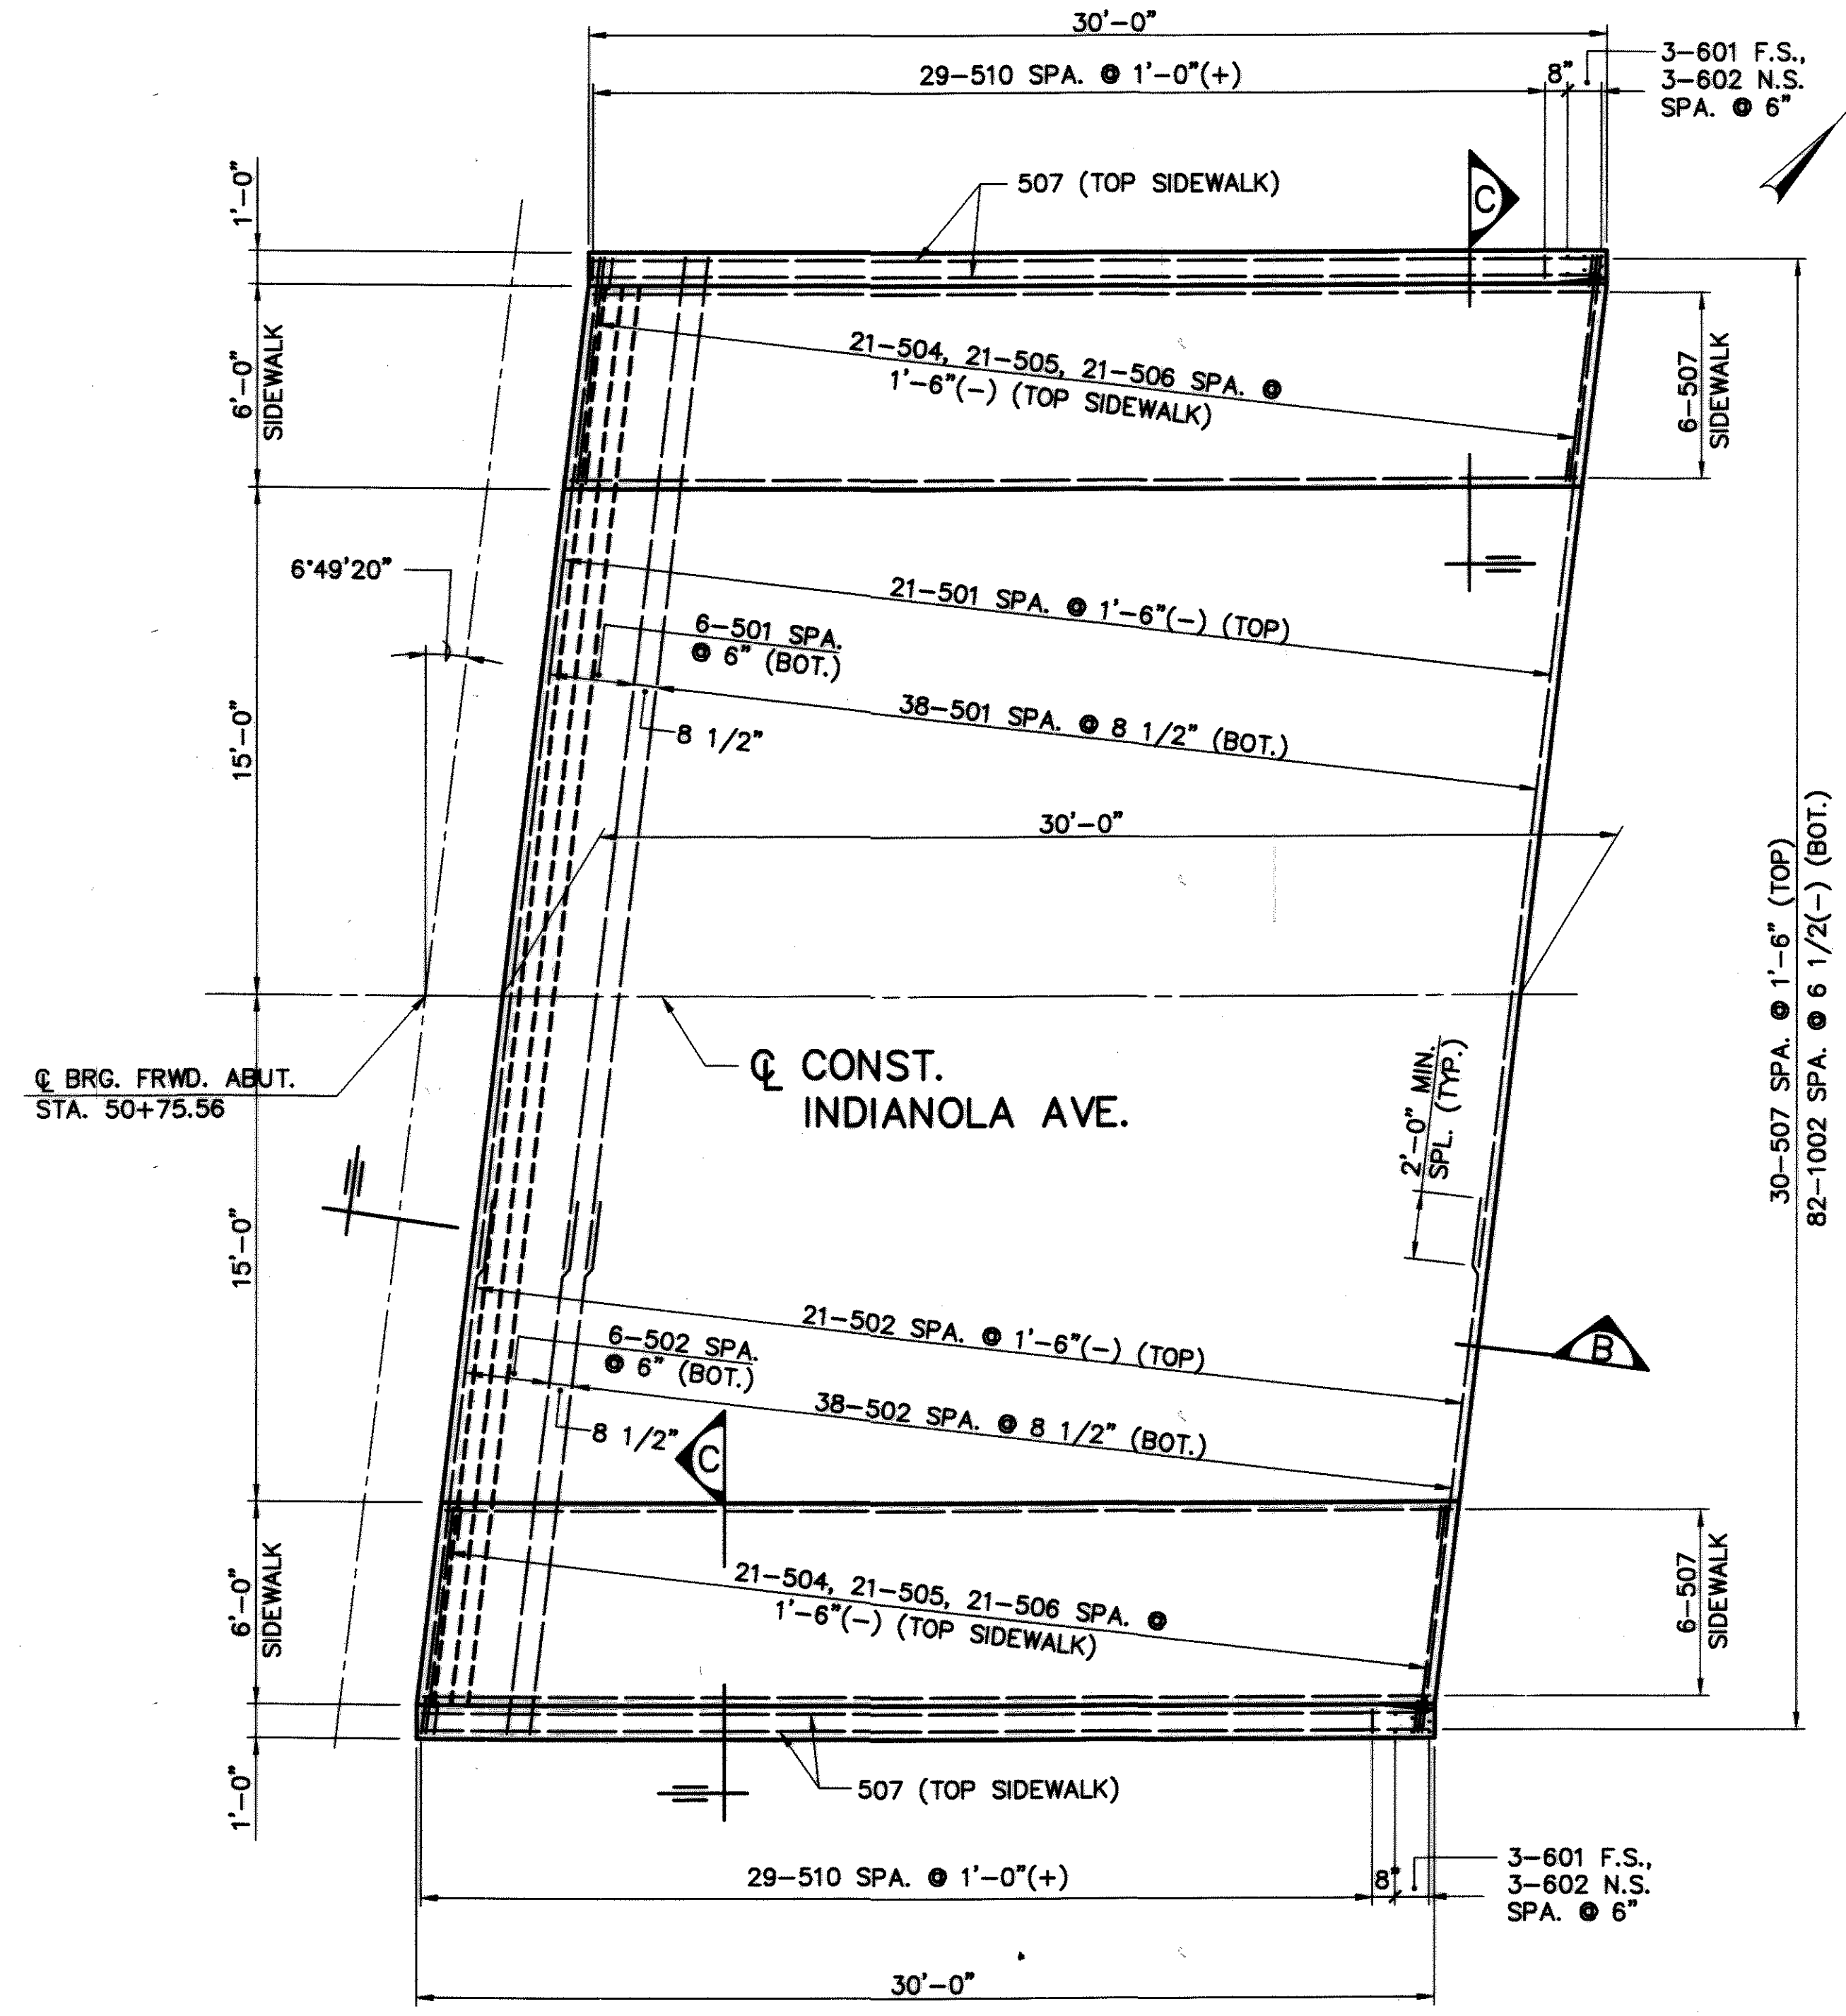 30'-0"
29-510 SPA. @ 1'-0"(+)
8"
3-601 F.S.,
3-602 N.S.
SPA. @ 6"
1'-0"
507 (TOP SIDEWALK)
C
6'-0"
SIDEWALK
21-504, 21-505, 21-506 SPA. @
1'-6"(-) (TOP SIDEWALK)
6-507
SIDEWALK
6°49'20"
21-501 SPA. @ 1'-6"(-) (TOP)
6-501 SPA.
@ 6" (BOT.)
38-501 SPA. @ 8 1/2" (BOT.)
8 1/2"
15'-0"
30'-0"
30-507 SPA. @ 1'-6" (TOP)
82-1002 SPA. @ 6 1/2(-) (BOT.)
℄ CONST.
INDIANOLA AVE.
℄ BRG. FRWD. ABUT.
STA. 50+75.56
2'-0" MIN.
SPL. (TYP.)
15'-0"
21-502 SPA. @ 1'-6"(-) (TOP)
6-502 SPA.
@ 6" (BOT.)
38-502 SPA. @ 8 1/2" (BOT.)
8 1/2"
B
C
6'-0"
SIDEWALK
21-504, 21-505, 21-506 SPA. @
1'-6"(-) (TOP SIDEWALK)
6-507
SIDEWALK
1'-0"
507 (TOP SIDEWALK)
29-510 SPA. @ 1'-0"(+)
8"
3-601 F.S.,
3-602 N.S.
SPA. @ 6"
30'-0"